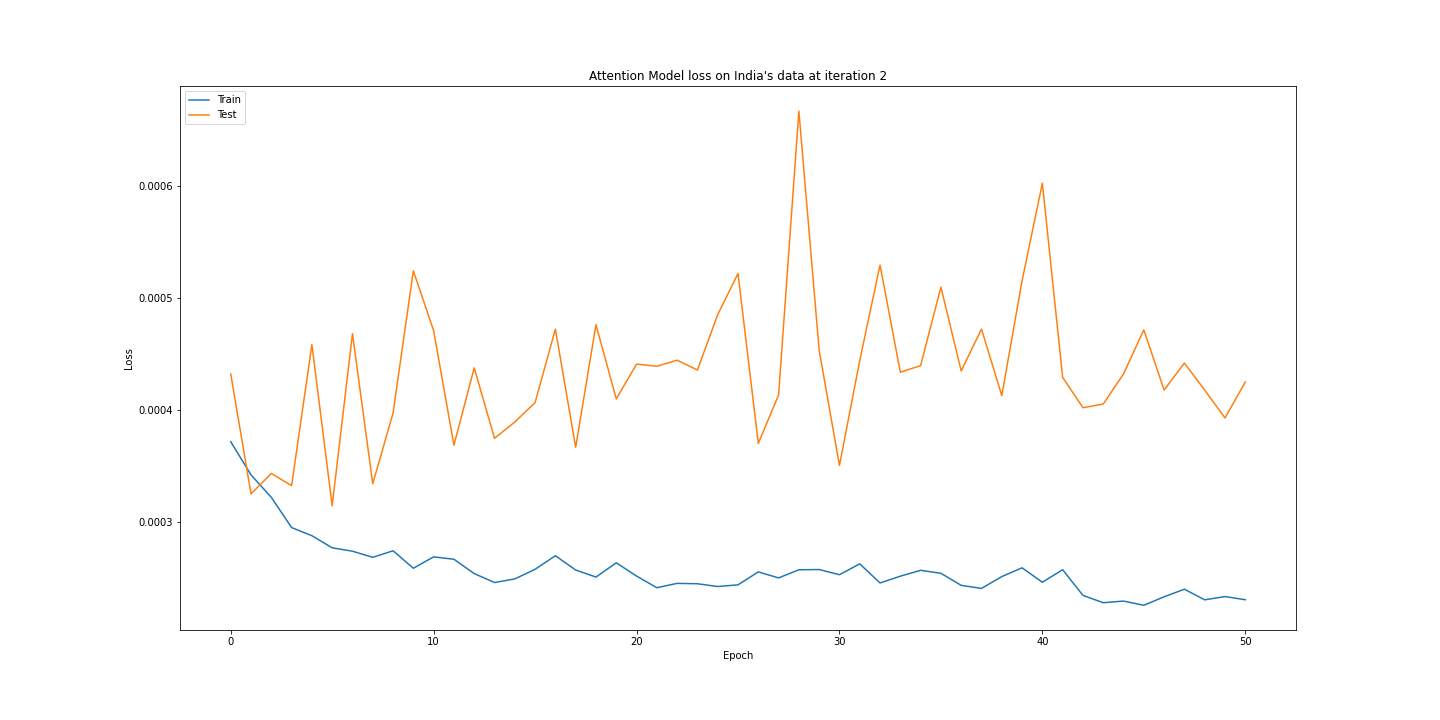 Attention Model loss on India's data at iteration 2
Train
Test
0.0006
0.0005
0.0004
0.0003
Loss
0
10
20
30
40
50
Epoch